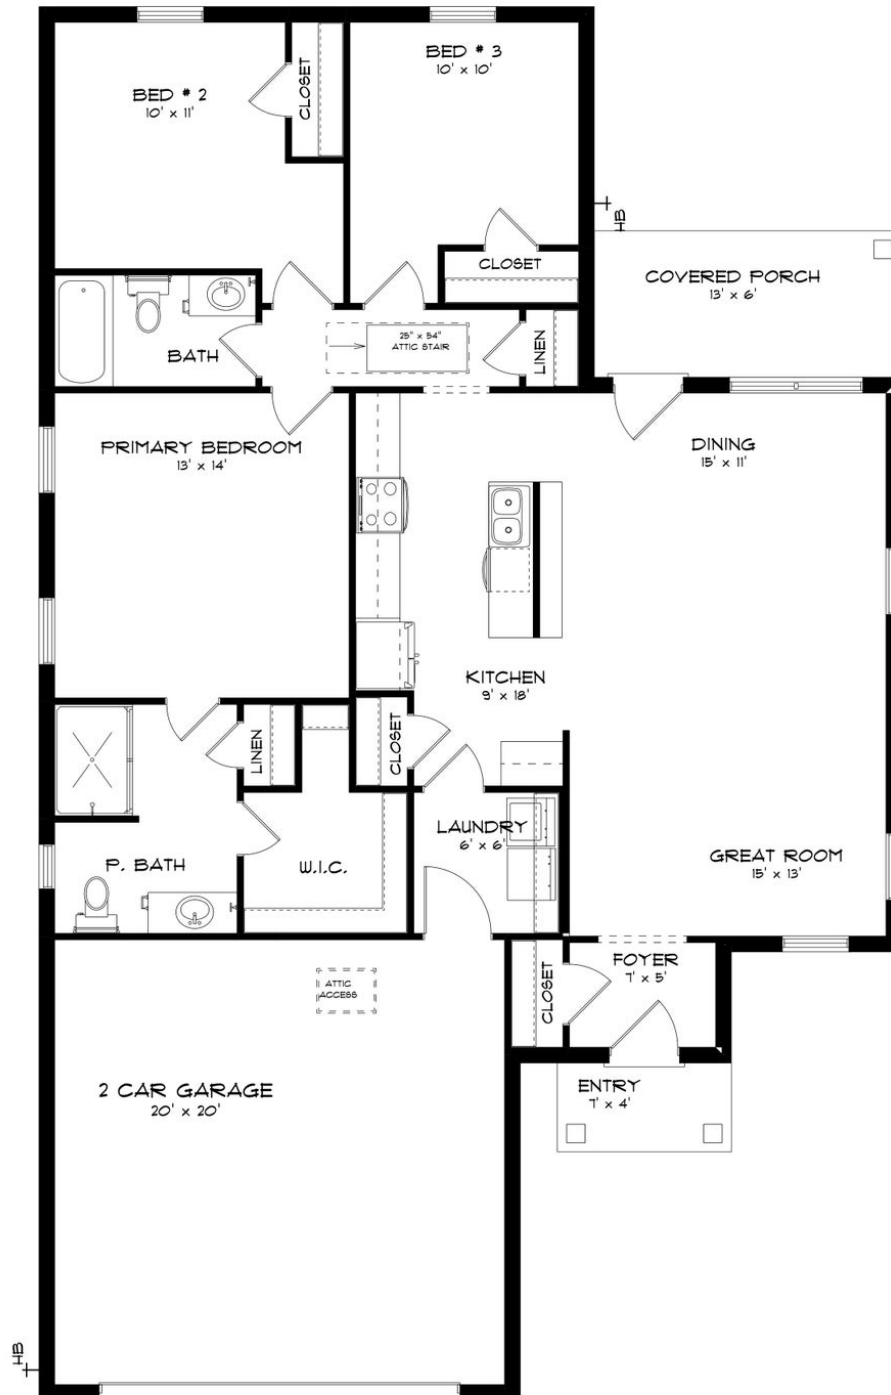 BED # 2
10' x 11'
CLOSET
BED # 3
10' x 10'
CLOSET
HB
COVERED PORCH
13' x 6'
BATH
25" x 54"
ATTIC STAIR
LINEN
PRIMARY BEDROOM
13' x 14'
DINING
15' x 11'
KITCHEN
9' x 18'
LINEN
CLOSET
LAUNDRY
6' x 6'
P. BATH
W.I.C.
GREAT ROOM
15' x 13'
ATTIC
ACCESS
CLOSET
FOYER
7' x 5'
2 CAR GARAGE
20' x 20'
ENTRY
7' x 4'
HB